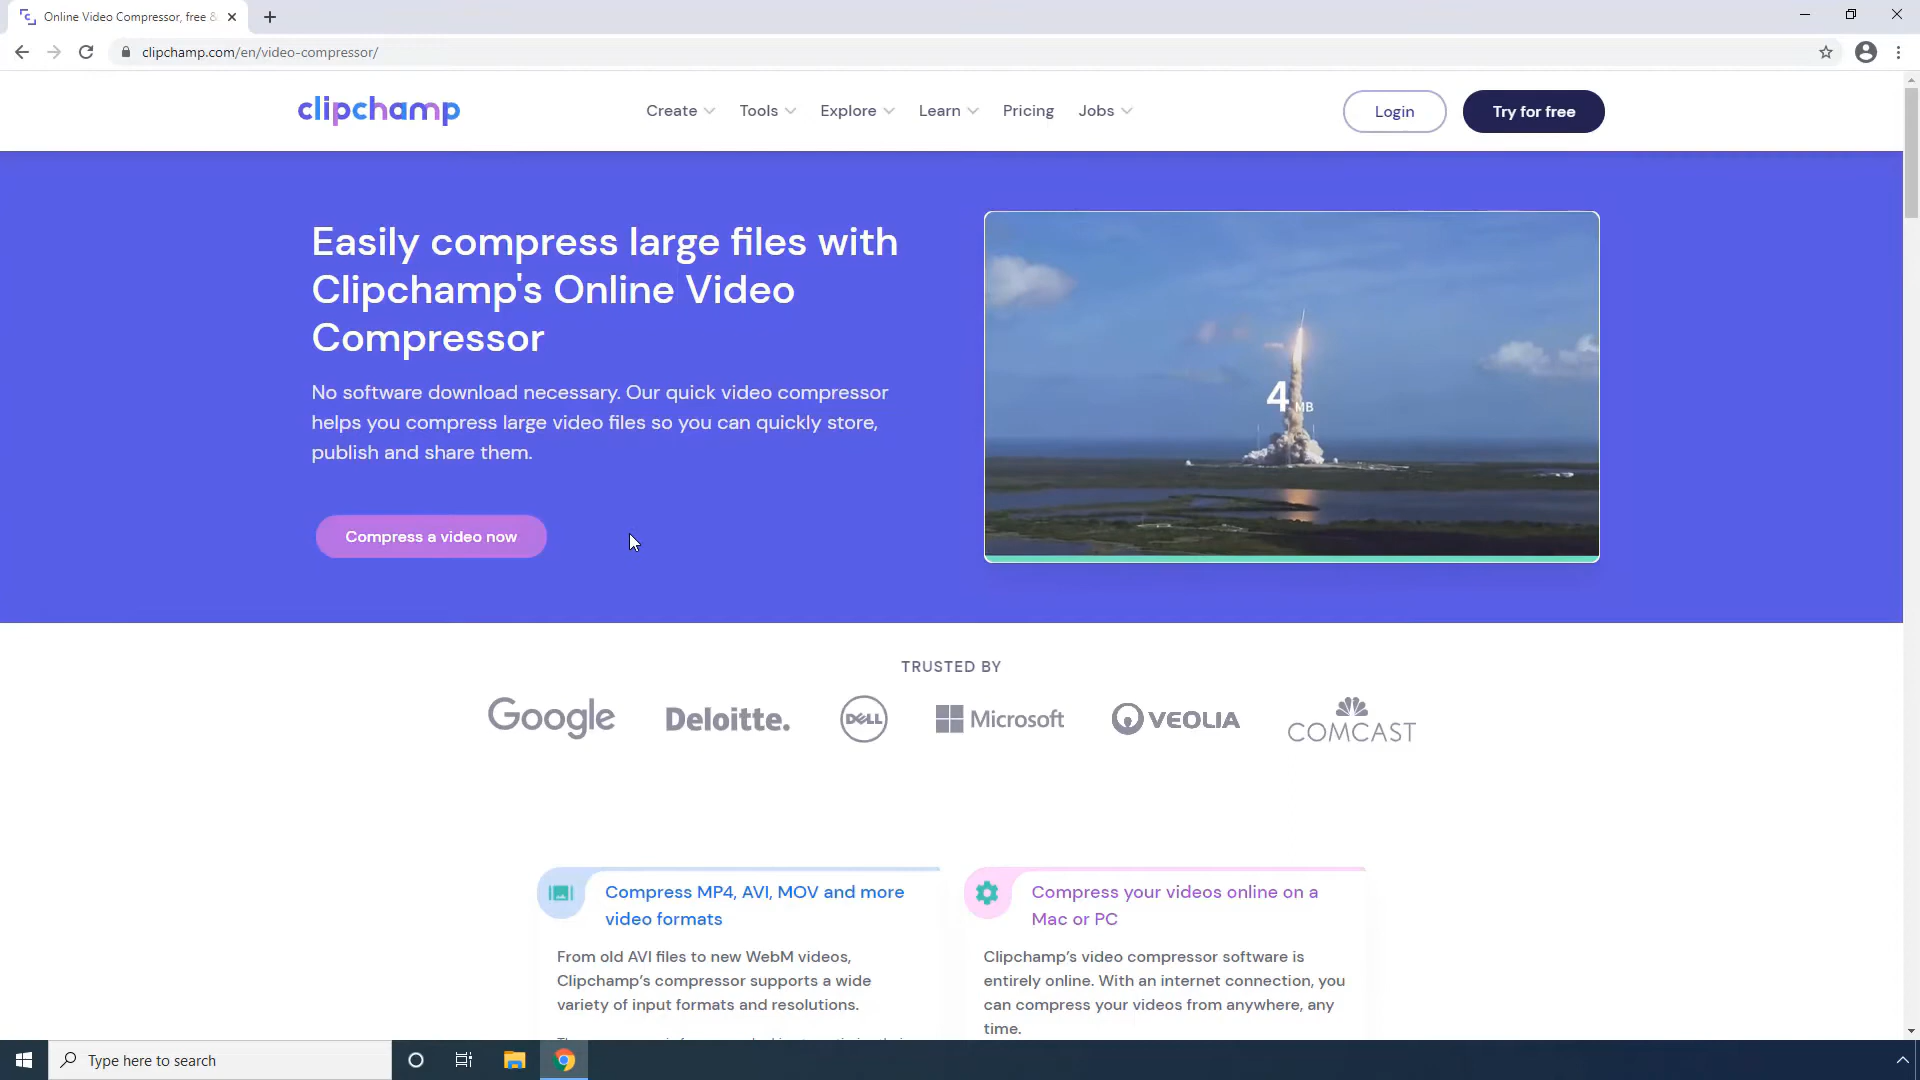 Online Video Compressor, free &
clipchamp.com/en/video-compressor/
clipchamp
Create
Tools
Explore
Learn
Pricing
Jobs
Login
Try for free
Easily compress large files with
Clipchamp's Online Video
Compressor
No software download necessary. Our quick video compressor
helps you compress large video files so you can quickly store,
publish and share them.
Compress a video now
4 MB
TRUSTED BY
Google
Deloitte.
DELL
Microsoft
VEOLIA
COMCAST
Compress MP4, AVI, MOV and more
video formats
From old AVI files to new WebM videos,
Clipchamp’s compressor supports a wide
variety of input formats and resolutions.
Compress your videos online on a
Mac or PC
Clipchamp’s video compressor software is
entirely online. With an internet connection, you
can compress your videos from anywhere, any
time.
Type here to search